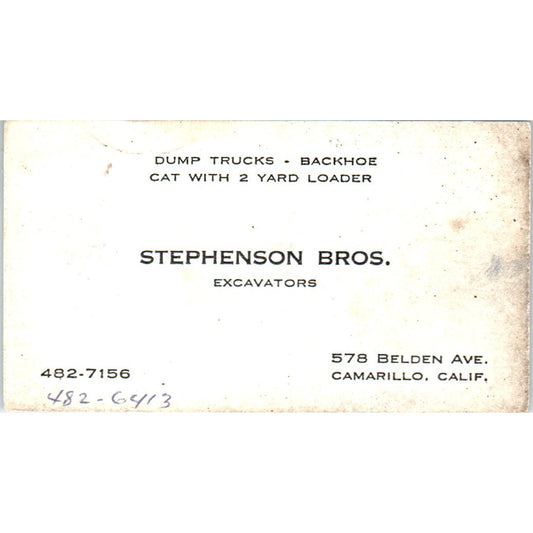 DUMP TRUCKS - BACKHOE
CAT WITH 2 YARD LOADER
STEPHENSON BROS.
EXCAVATORS
482-7156
482-6413
578 BELDEN AVE.
CAMARILLO, CALIF.